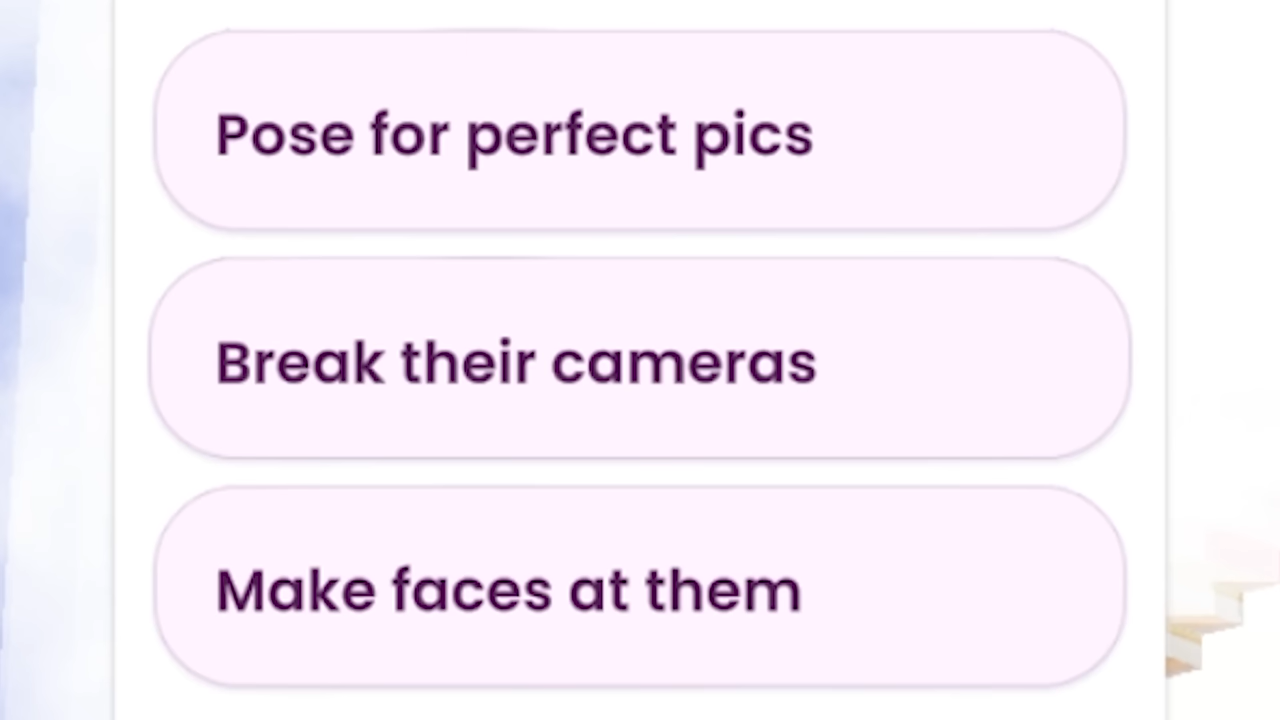 Pose for perfect pics
Break their cameras
Make faces at them